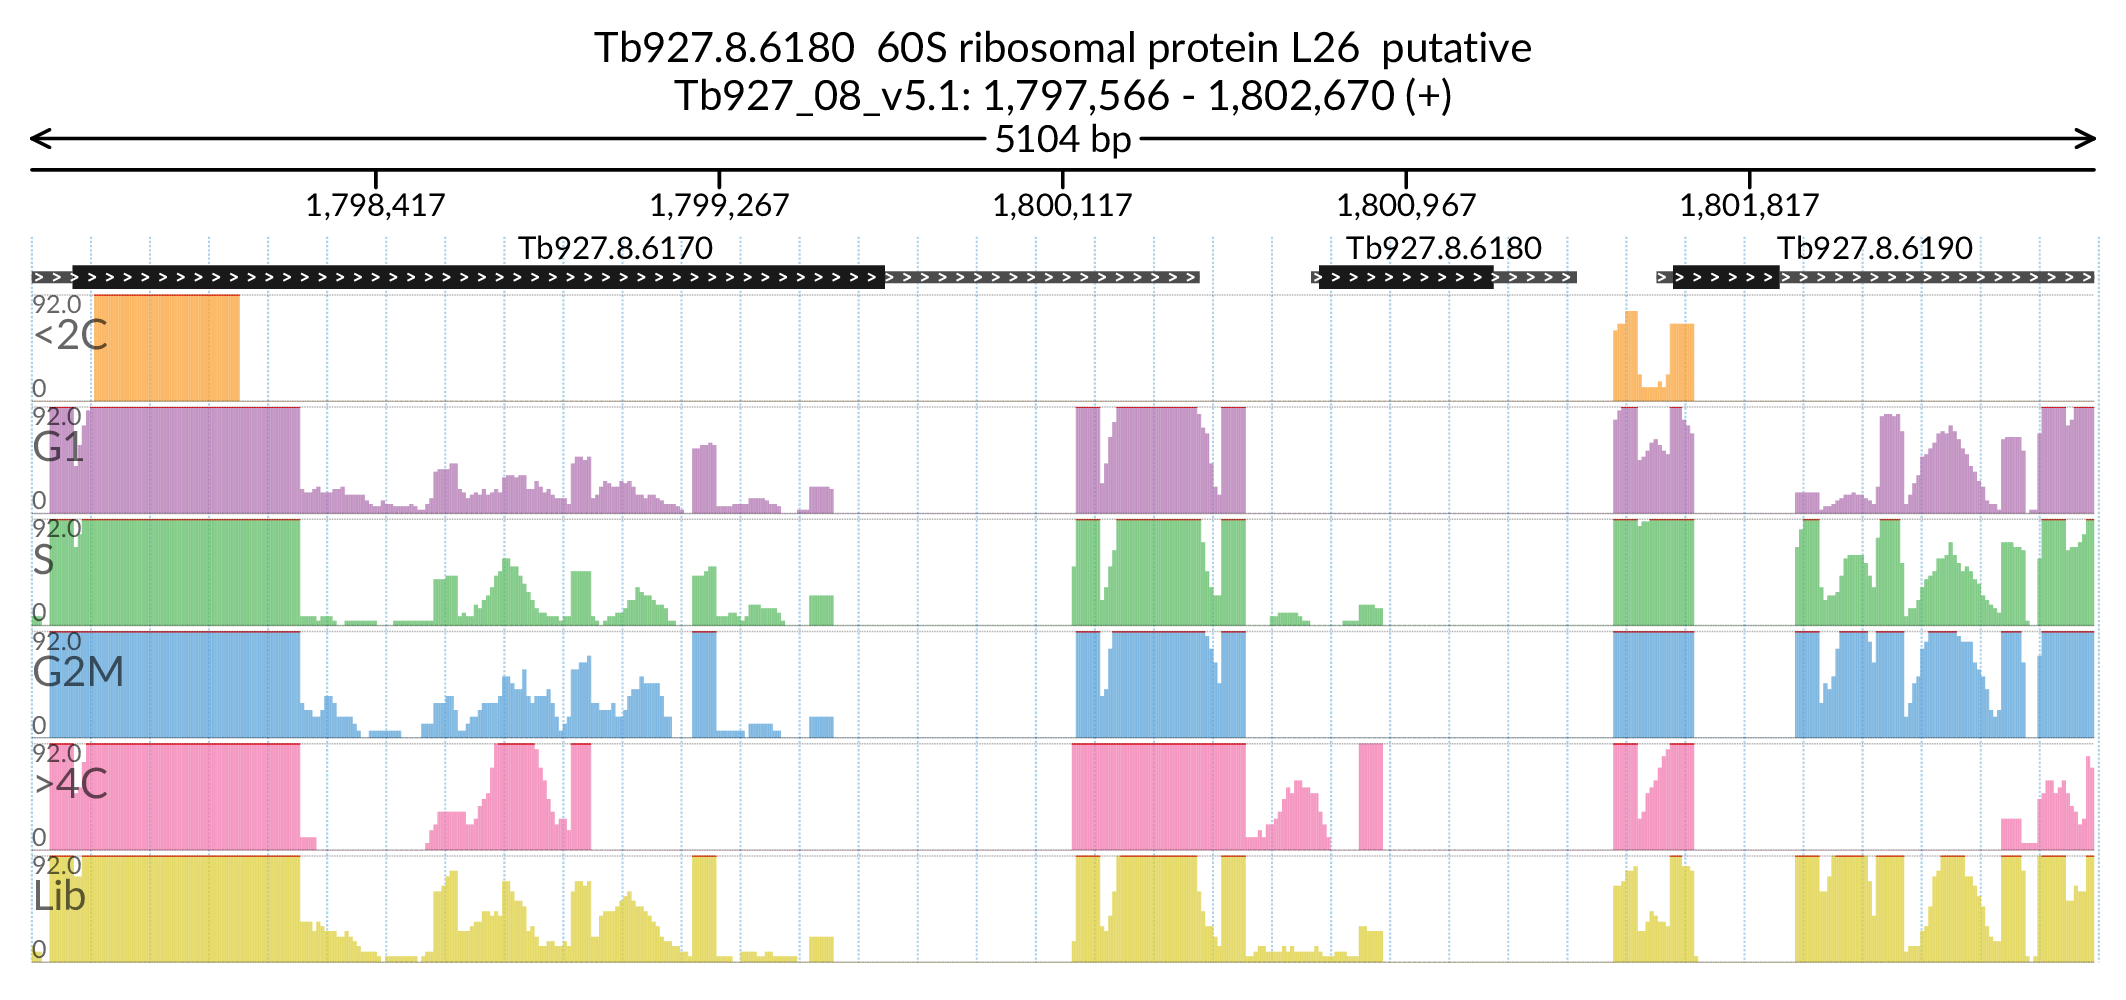 Tb927.8.6180  60S ribosomal protein L26  putative
Tb927_08_v5.1: 1,797,566 - 1,802,670 (+)
5104 bp
1,798,417 1,799,267 1,800,117 1,800,967 1,801,817
Tb927.8.6170 Tb927.8.6180 Tb927.8.6190
92.0
<2C
0
92.0
G1
0
92.0
S
0
92.0
G2M
0
92.0
>4C
0
92.0
Lib
0